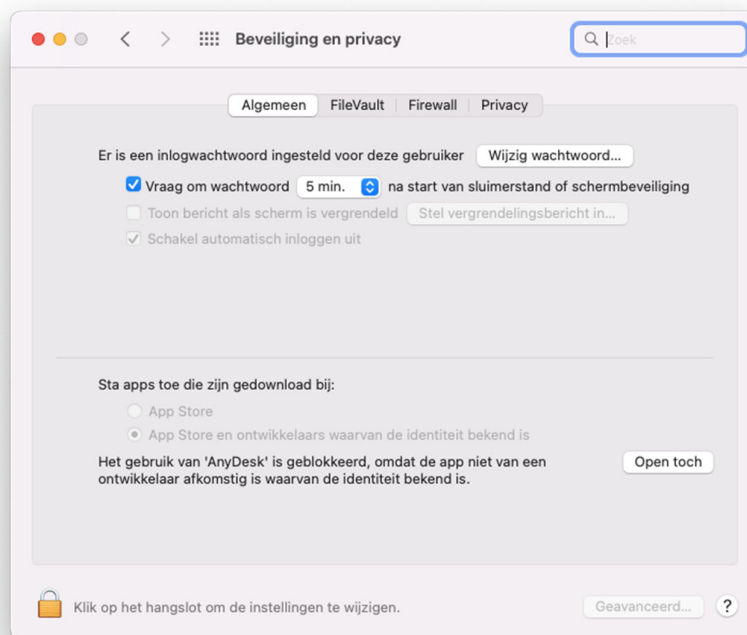 Beveiliging en privacy
Zoek
Algemeen
FileVault
Firewall
Privacy
Er is een inlogwachtwoord ingesteld voor deze gebruiker
Wijzig wachtwoord...
Vraag om wachtwoord
5 min.
na start van sluimerstand of schermbeveiliging
Toon bericht als scherm is vergrendeld
Stel vergrendelingsbericht in...
Schakel automatisch inloggen uit
Sta apps toe die zijn gedownload bij:
App Store
App Store en ontwikkelaars waarvan de identiteit bekend is
Het gebruik van 'AnyDesk' is geblokkeerd, omdat de app niet van een
ontwikkelaar afkomstig is waarvan de identiteit bekend is.
Open toch
Klik op het hangslot om de instellingen te wijzigen.
Geavanceerd...
?